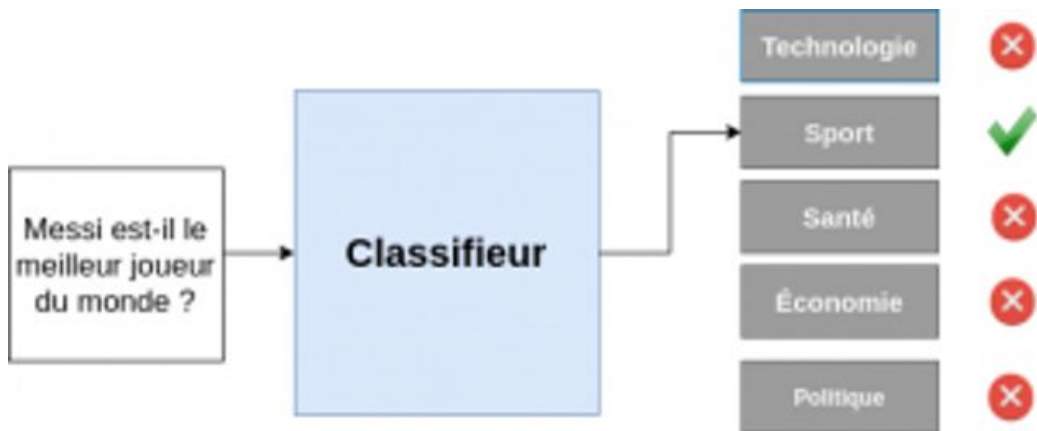 Technologie
Sport
Messi est-il le
meilleur joueur
du monde ?
Classifieur
Santé
Économie
Politique